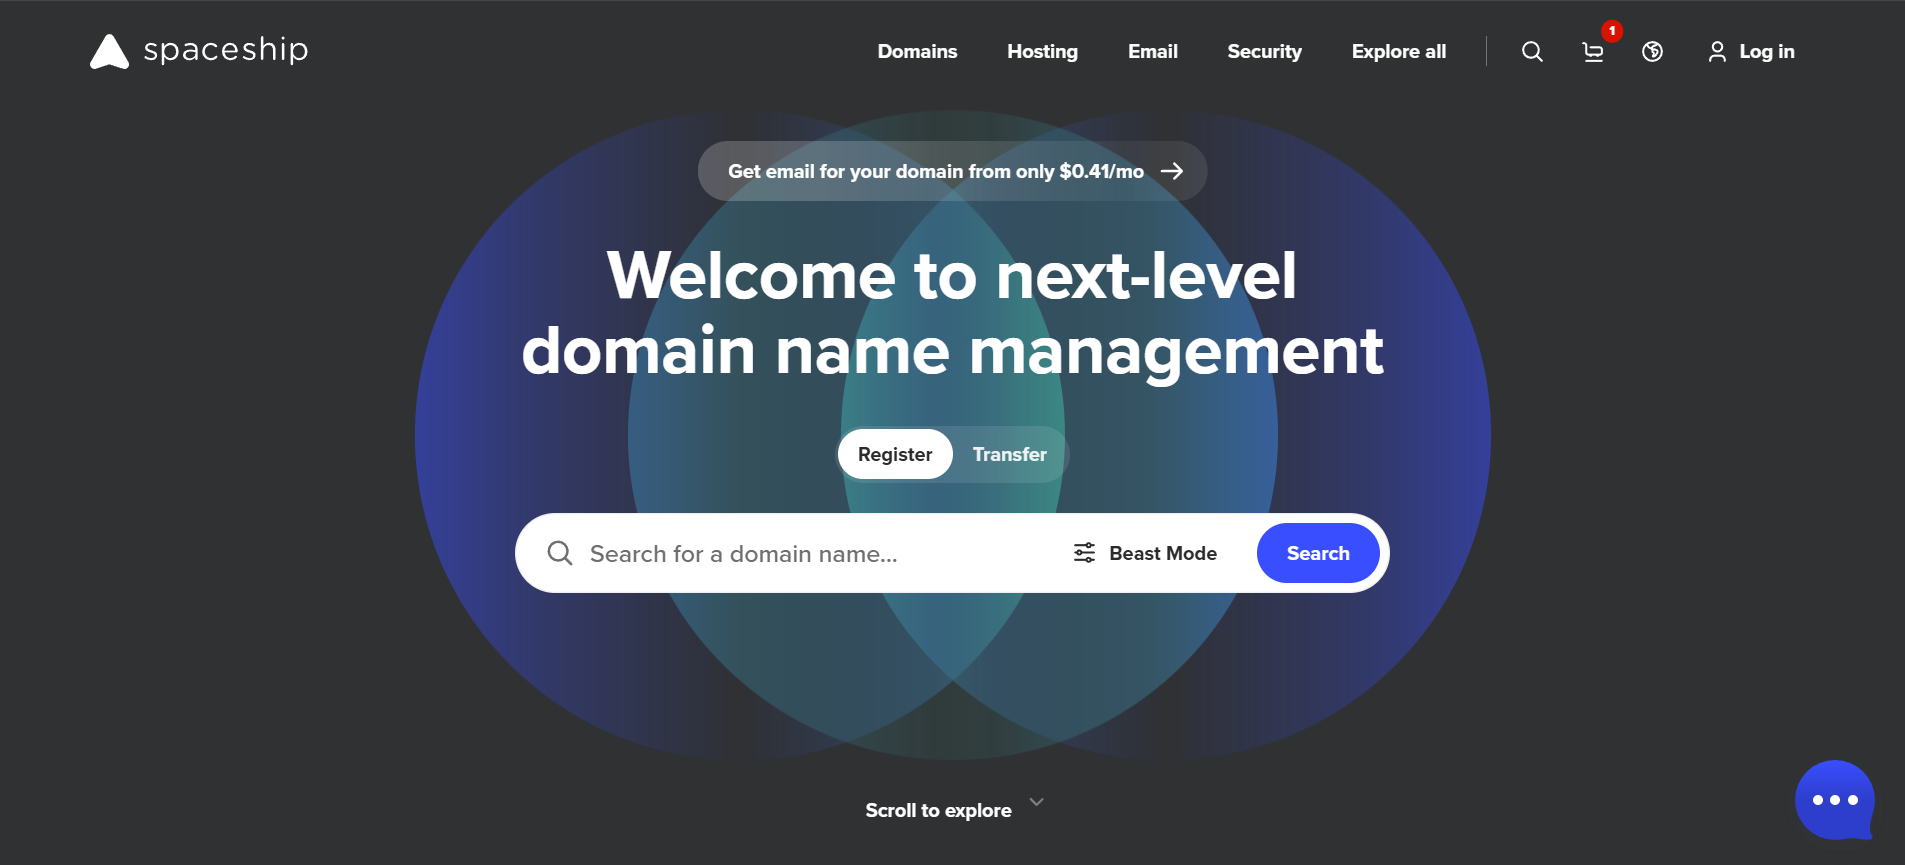 spaceship
Domains
Hosting
Email
Security
Explore all
1
Log in
Get email for your domain from only $0.41/mo
Welcome to next-level
domain name management
Register
Transfer
Search for a domain name...
Beast Mode
Search
Scroll to explore